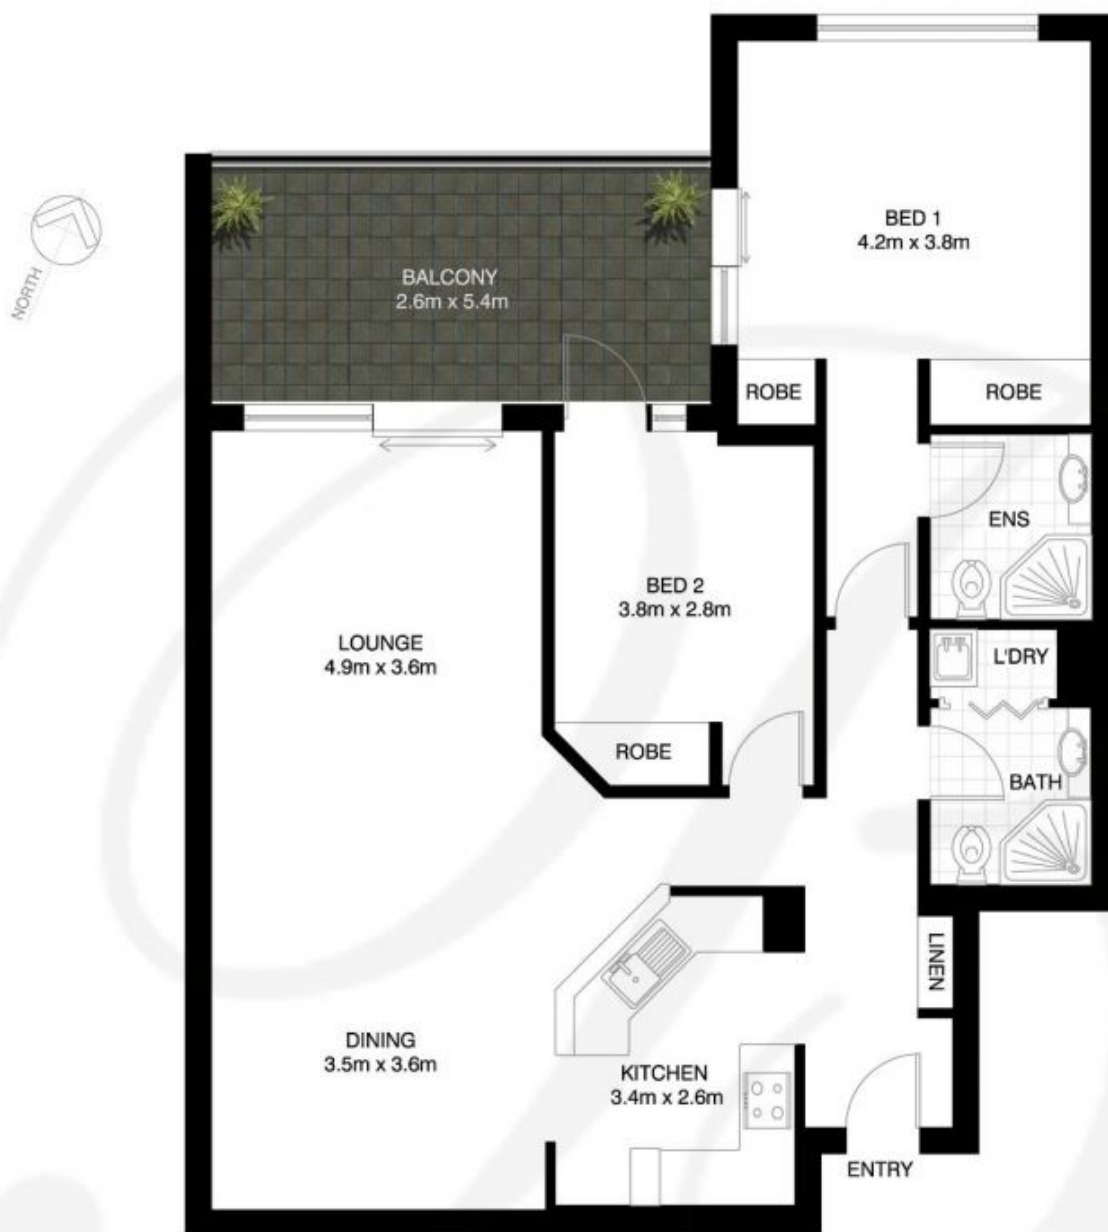 BED 1
4.2m x 3.8m
NORTH
BALCONY
2.6m x 5.4m
ROBE
ROBE
ENS
BED 2
3.8m x 2.8m
LOUNGE
4.9m x 3.6m
L'DRY
ROBE
BATH
LINEN
DINING
3.5m x 3.6m
KITCHEN
3.4m x 2.6m
ENTRY